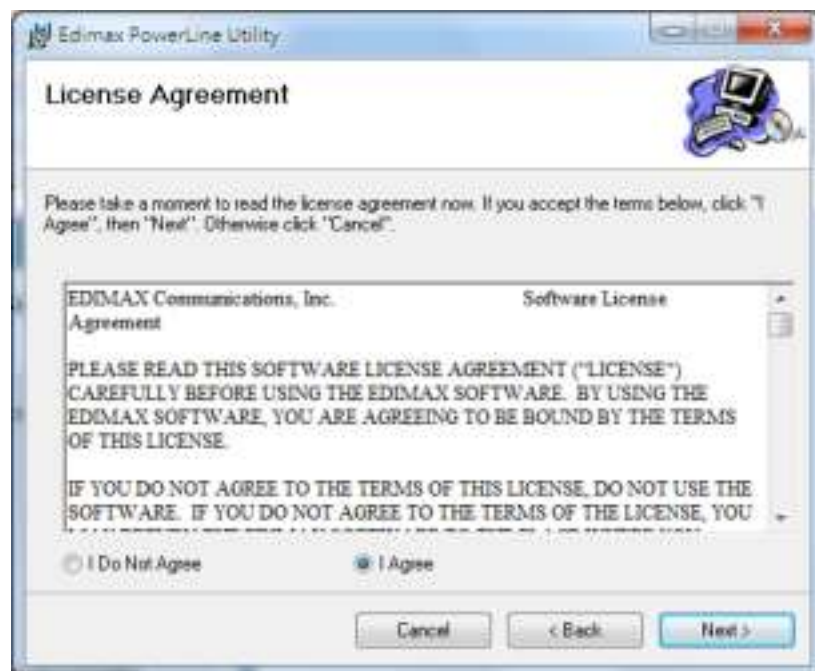 Edimax PowerLine Utility
License Agreement
Please take a moment to read the license agreement now. If you accept the terms below, click "I
Agree", then "Next". Otherwise click "Cancel".
EDIMAX Communications, Inc. Software License
Agreement
PLEASE READ THIS SOFTWARE LICENSE AGREEMENT ("LICENSE")
CAREFULLY BEFORE USING THE EDIMAX SOFTWARE. BY USING THE
EDIMAX SOFTWARE, YOU ARE AGREEING TO BE BOUND BY THE TERMS
OF THIS LICENSE.
IF YOU DO NOT AGREE TO THE TERMS OF THIS LICENSE, DO NOT USE THE
SOFTWARE. IF YOU DO NOT AGREE TO THE TERMS OF THE LICENSE, YOU
I Do Not Agree
I Agree
Cancel
< Back
Next >